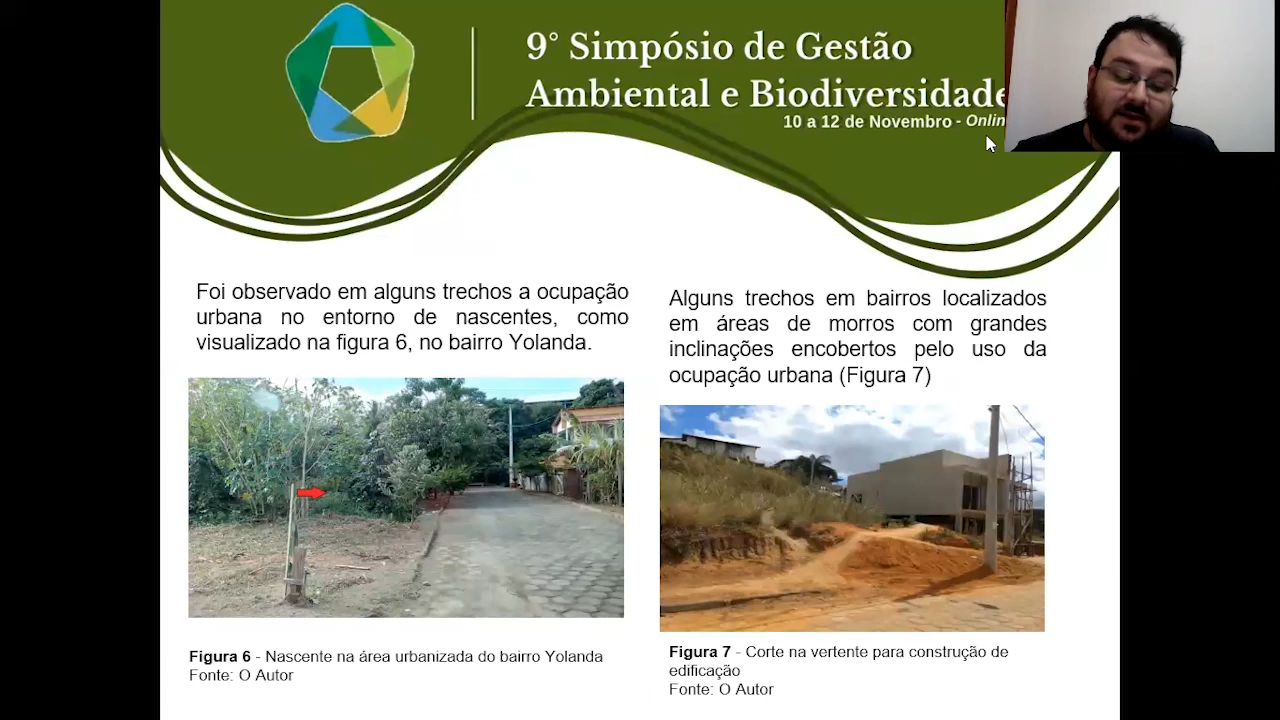 9° Simpósio de Gestão
Ambiental e Biodiversidade
10 a 12 de Novembro - Onlin
Foi observado em alguns trechos a ocupação
urbana no entorno de nascentes, como
visualizado na figura 6, no bairro Yolanda.
Figura 6 - Nascente na área urbanizada do bairro Yolanda
Fonte: O Autor
Alguns trechos em bairros localizados
em áreas de morros com grandes
inclinações encobertos pelo uso da
ocupação urbana (Figura 7)
Figura 7 - Corte na vertente para construção de
edificação
Fonte: O Autor